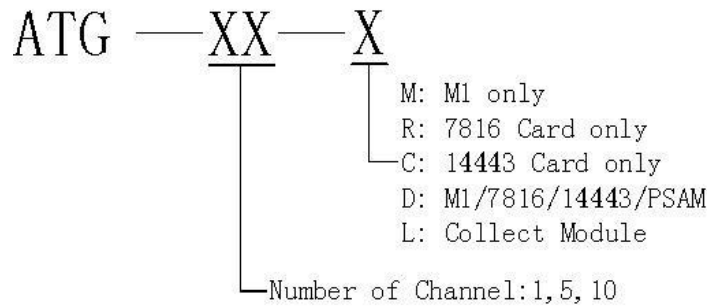 ATG — XX — X
M: M1 only
R: 7816 Card only
C: 14443 Card only
D: M1/7816/14443/PSAM
L: Collect Module
Number of Channel:1,5,10